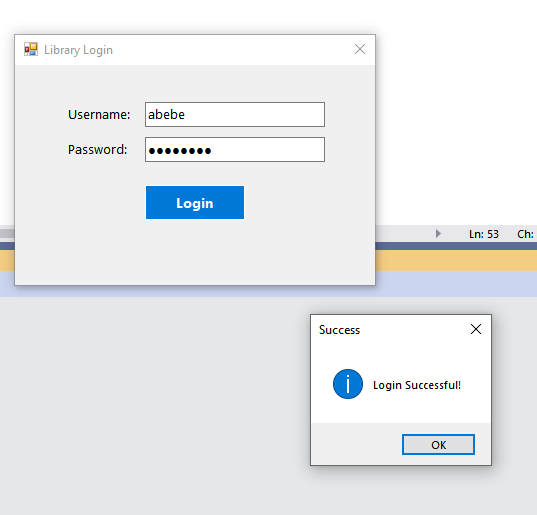 Library Login
Username: abebe
Password: ●●●●●●●●
Login
Ln: 53 Ch:
Success
Login Successful!
OK